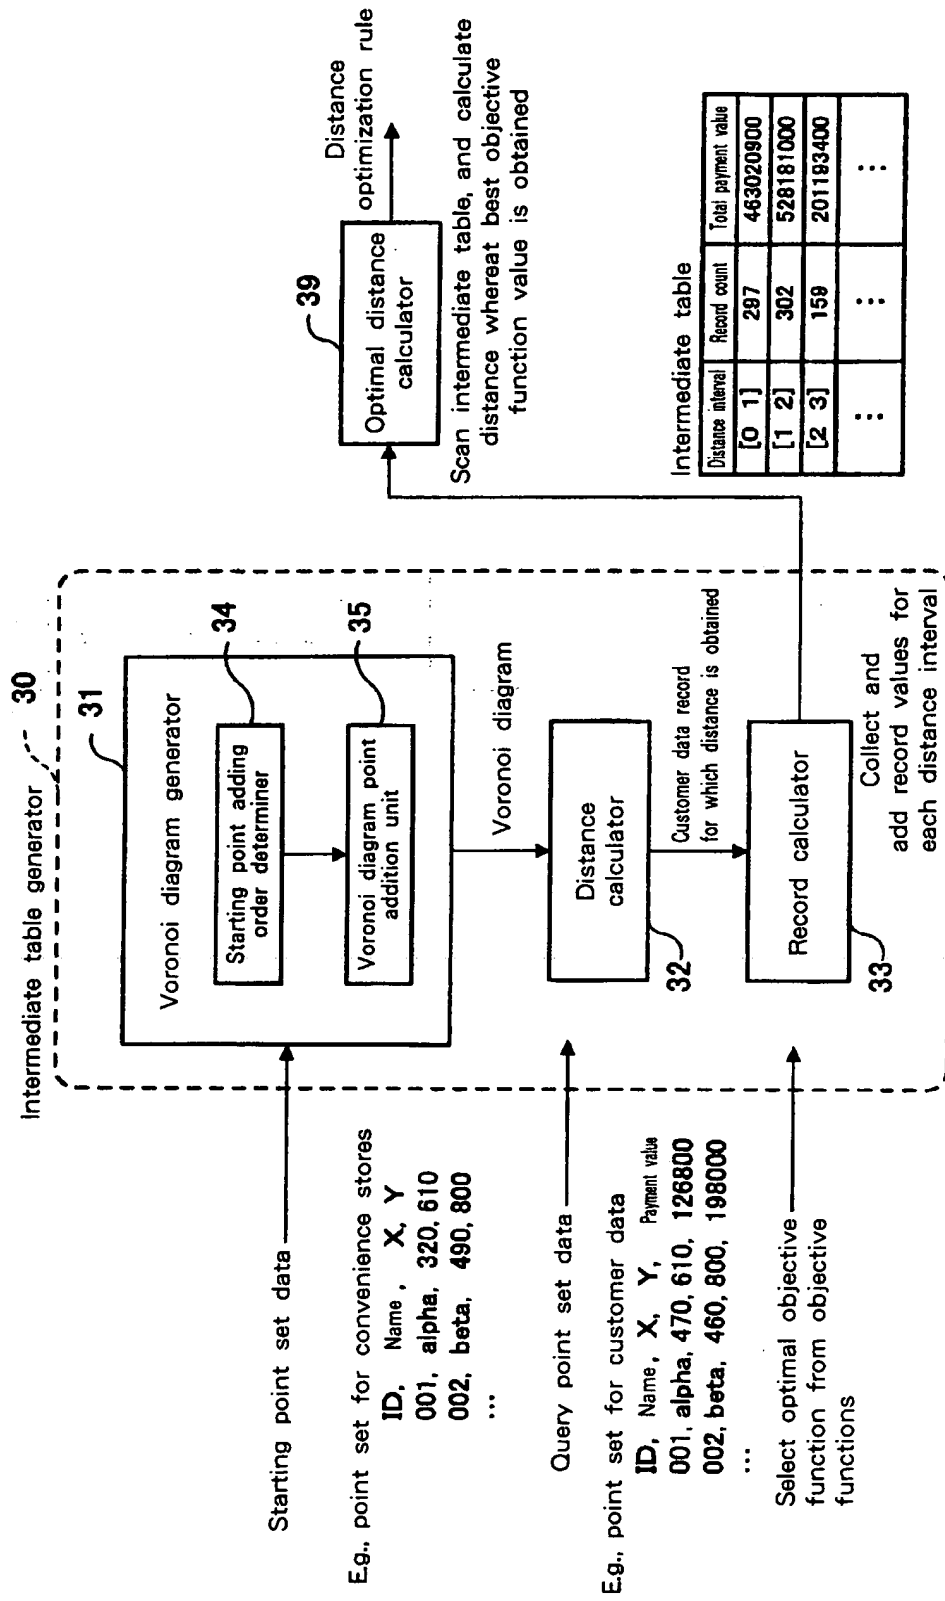 Intermediate table generator 30
31
Voronoi diagram generator
34
Starting point adding
order determiner
35
Voronoi diagram point
addition unit
Starting point set data
E.g., point set for convenience stores
ID, Name, X, Y
001, alpha, 320, 610
002, beta, 490, 800
...
Voronoi diagram
Query point set data
E.g., point set for customer data
ID, Name, X, Y, Payment value
001, alpha, 470, 610, 126800
002, beta, 460, 800, 198000
...
Distance
calculator
32
Customer data record
for which distance is obtained
Select optimal objective
function from objective
functions
Record calculator
33
Collect and
add record values for
each distance interval
39
Optimal distance
calculator
Distance
optimization rule
Scan intermediate table, and calculate
distance whereat best objective
function value is obtained
Intermediate table
Distance interval Record count Total payment value
[0 1] 297 463020900
[1 2] 302 528181000
[2 3] 159 201193400
... ... ...